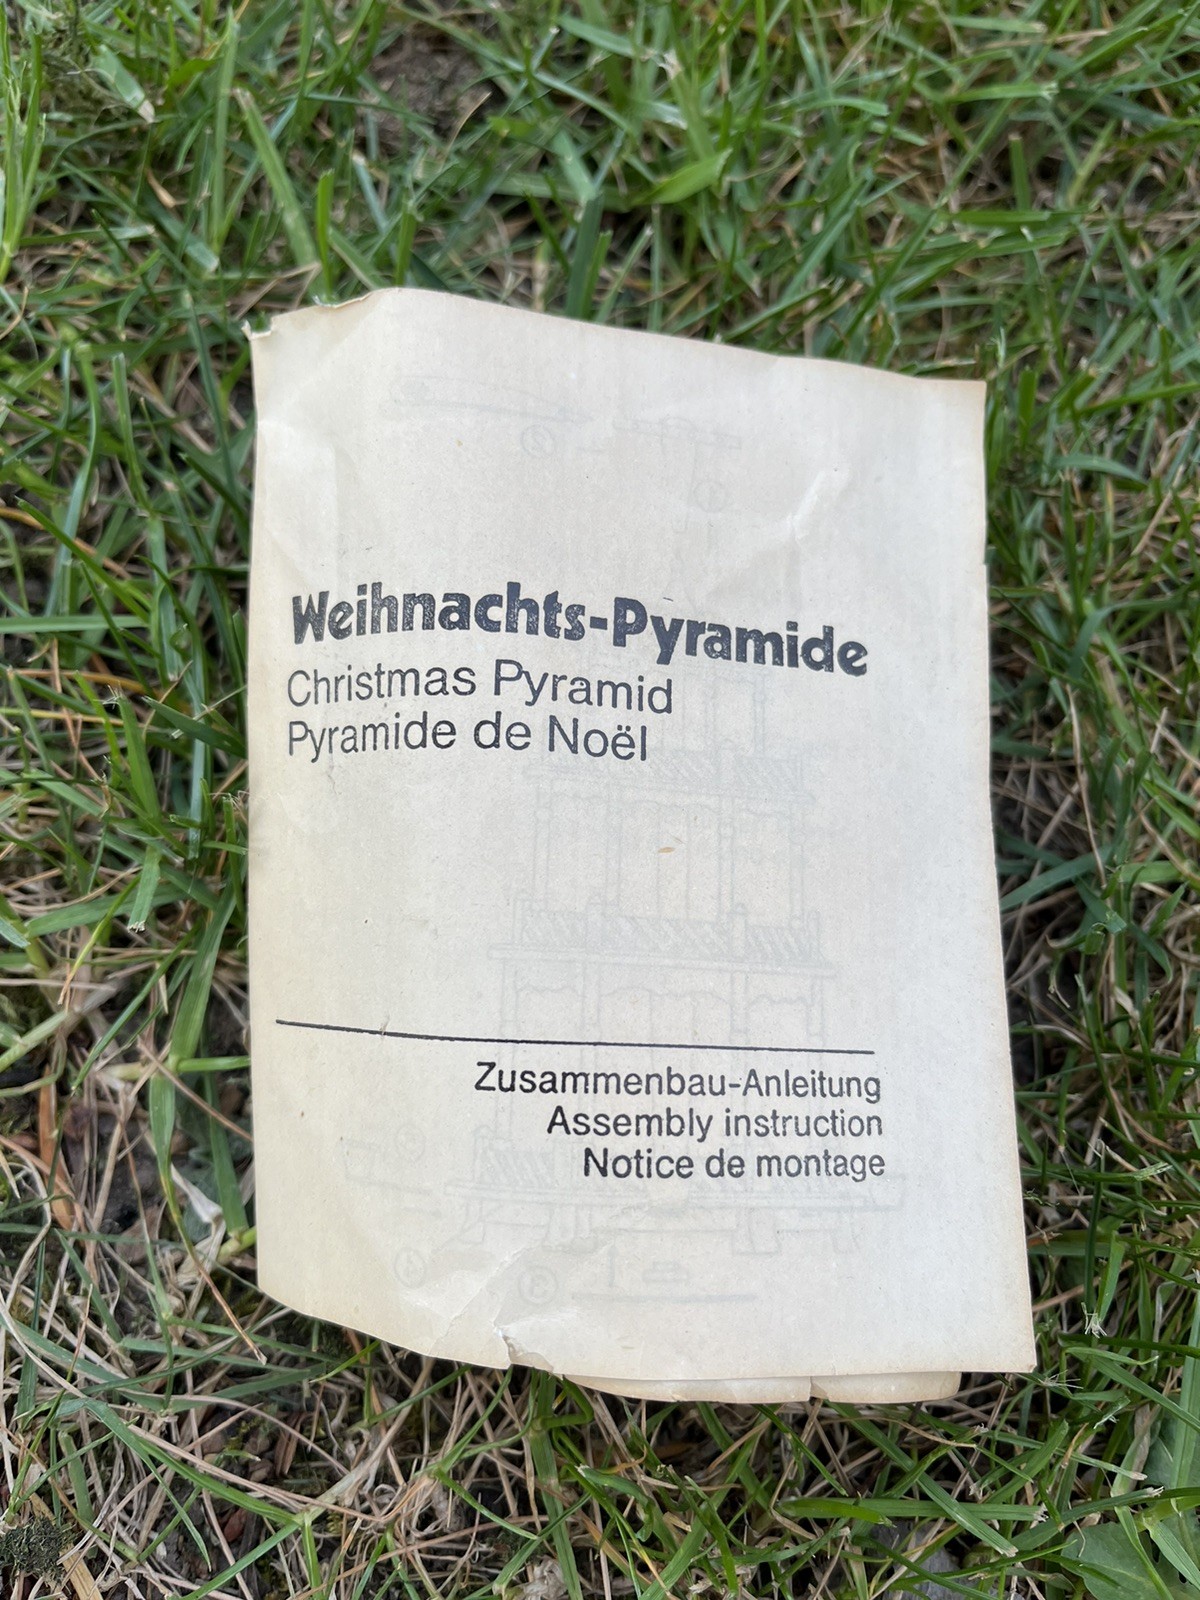 Weihnachts-Pyramide
Christmas Pyramid
Pyramide de Noël
Zusammenbau-Anleitung
Assembly instruction
Notice de montage